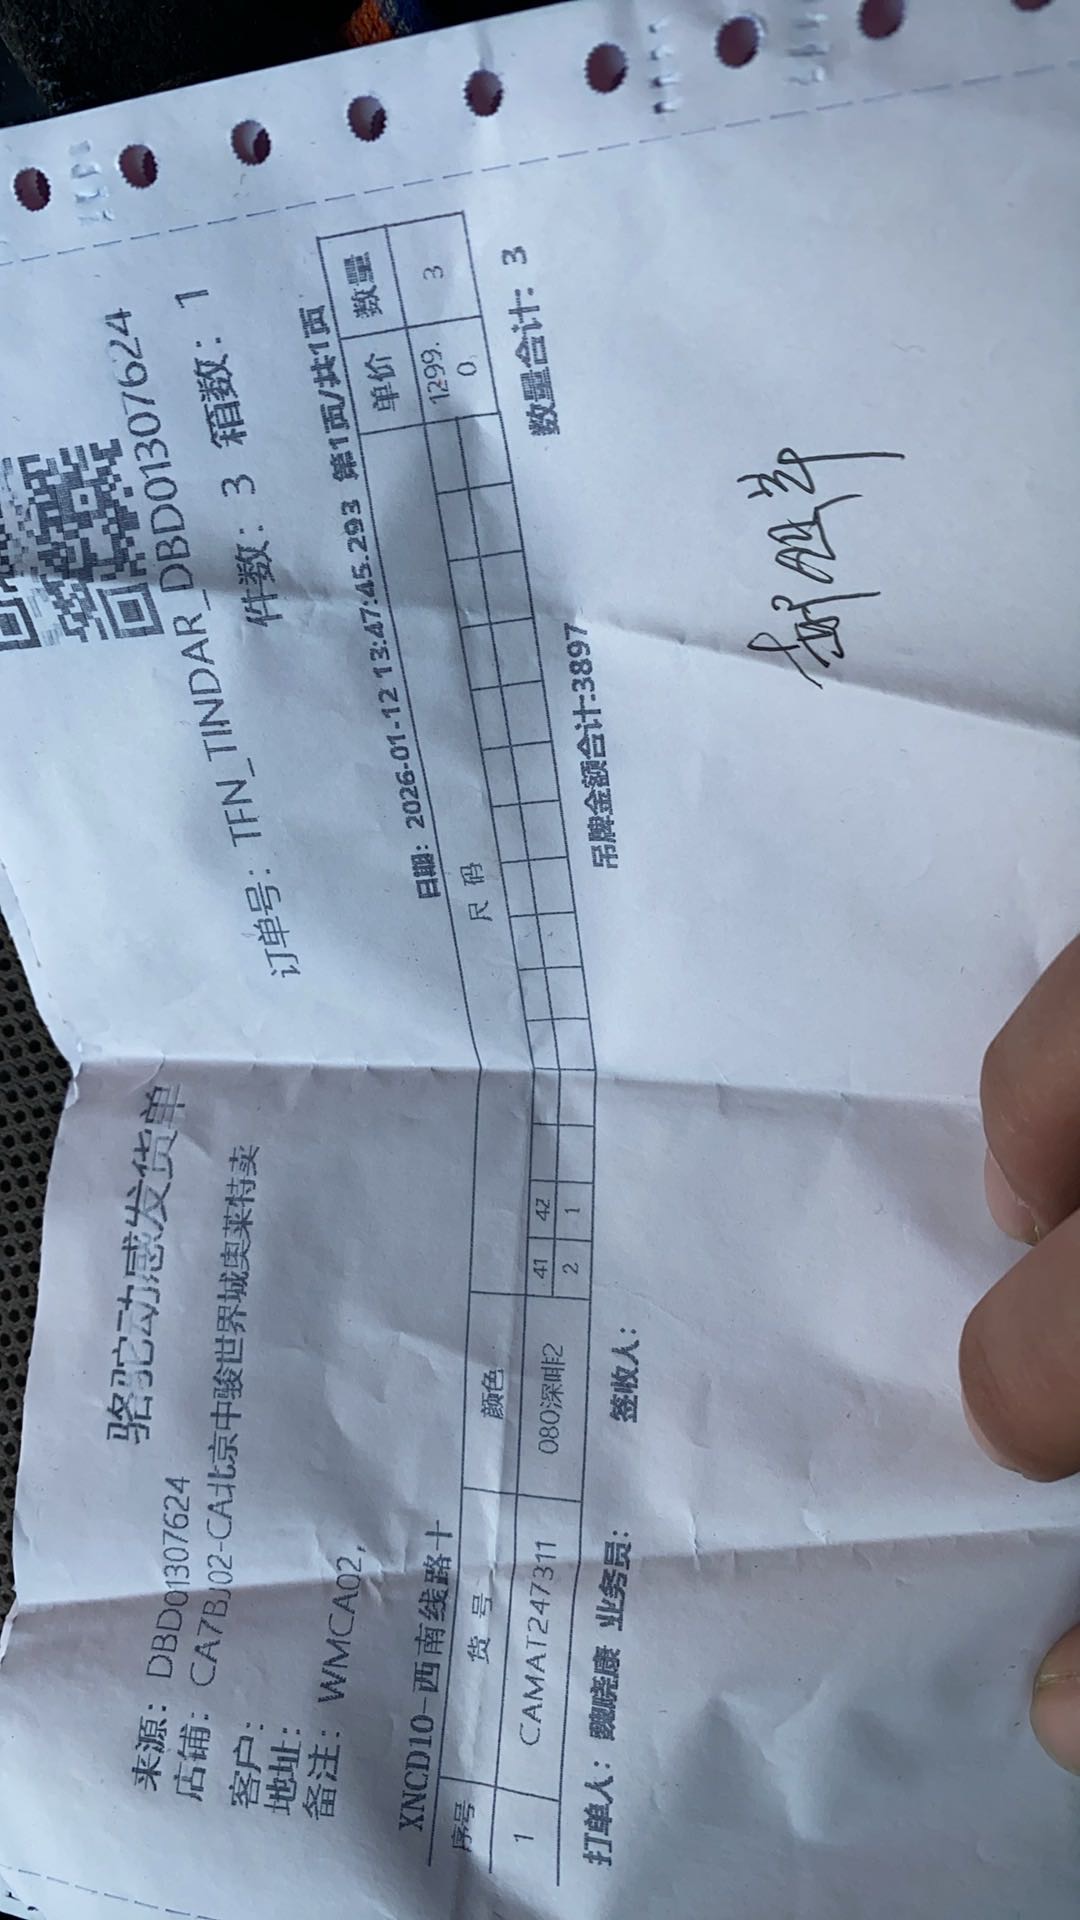 骆驼动感发货单
来源：DBD01307624
订单号：TFN_TINDAR_DBD01307624
店铺：CA7BJ02-CA北京中骏世界城奥莱特卖
件数：3 箱数：1
客户：
地址：
备注：WMCA02,
XNCD10-西南线路十
日期：2026-01-12 13:47:45.293 第1页/共1页
序号 货号 颜色 尺码 单价 数量
41 42
1 CAMAT247311 080深啡2 2 1 1299.0 3
打单人：魏晓康 业务员： 签收人： 吊牌金额合计:3897 数量合计：3